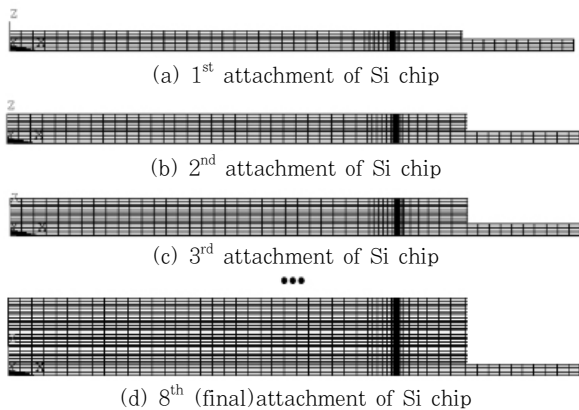 Z
X
(a) 1st attachment of Si chip
Z
X
(b) 2nd attachment of Si chip
Z
X
(c) 3rd attachment of Si chip
•••
X
(d) 8th (final)attachment of Si chip